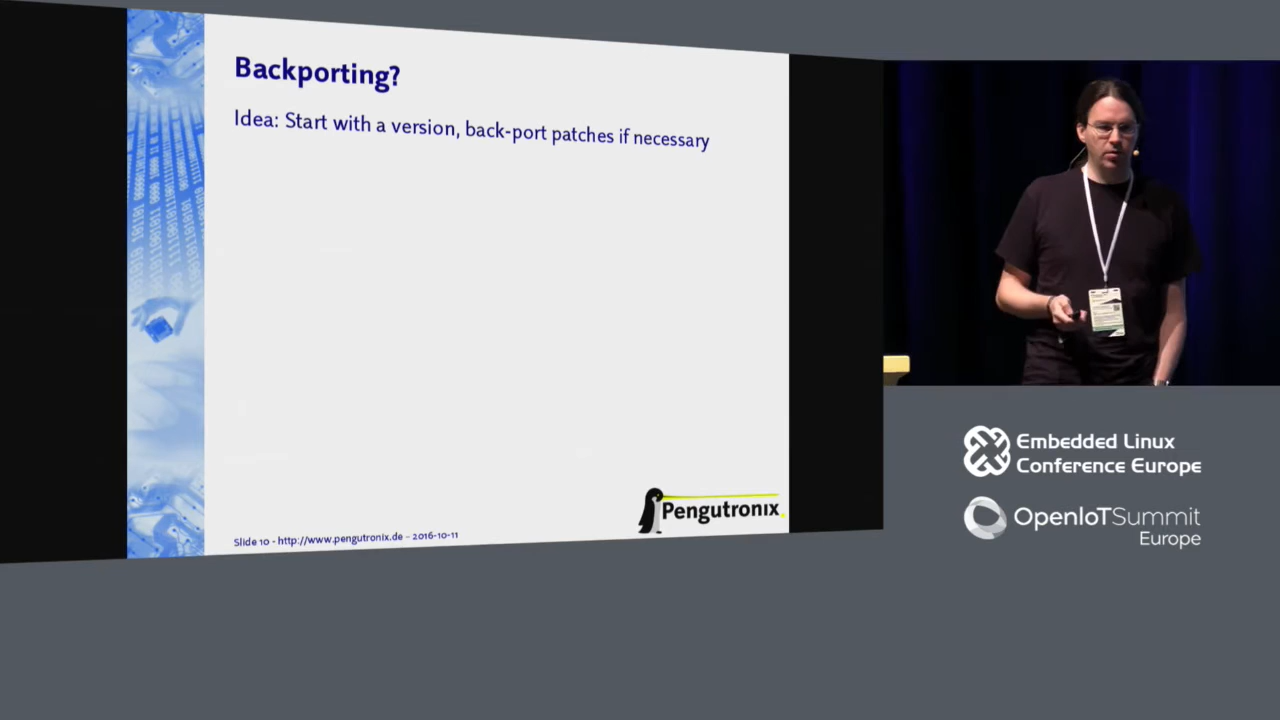 Backporting?
Idea: Start with a version, back-port patches if necessary
Pengutronix
Slide 10 - http://www.pengutronix.de - 2016-10-11
Embedded Linux
Conference Europe
OpenIoTSummit
Europe